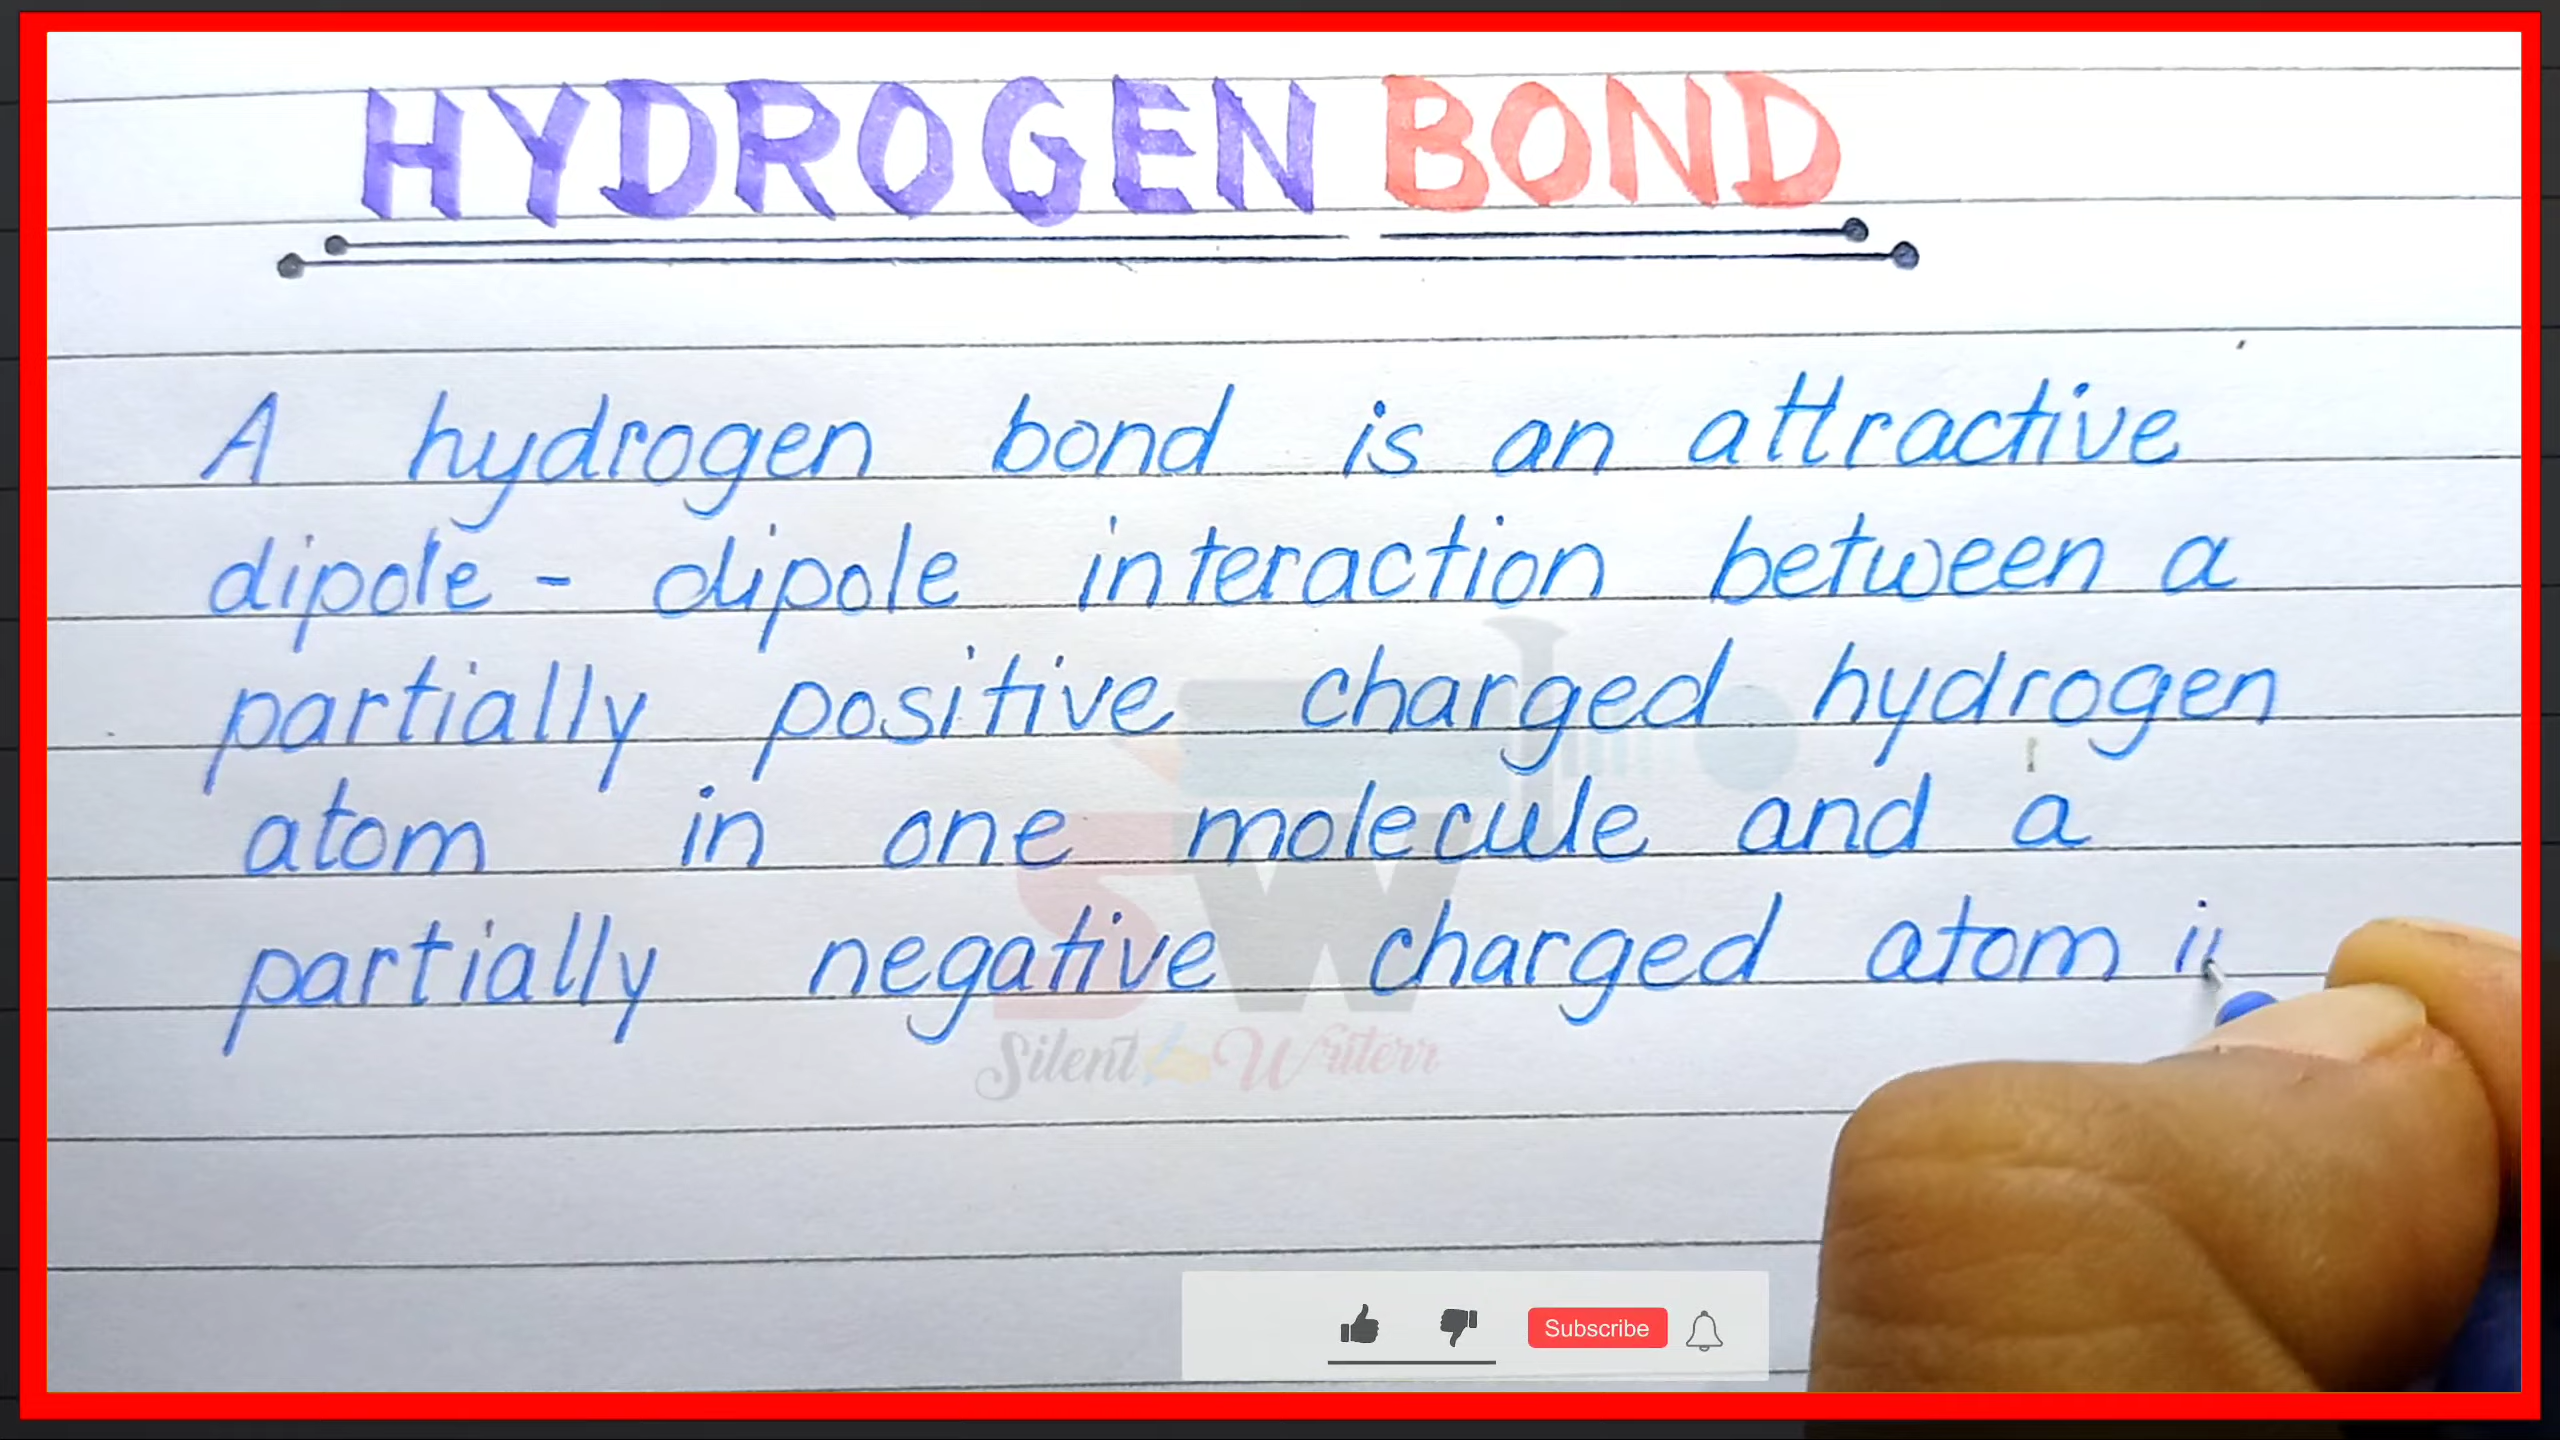 HYDROGEN BOND
A hydrogen bond is an attractive
dipole - dipole interaction between a
partially positive charged hydrogen
atom in one molecule and a
partially negative charged atom
SW
Silent Writerr
Subscribe